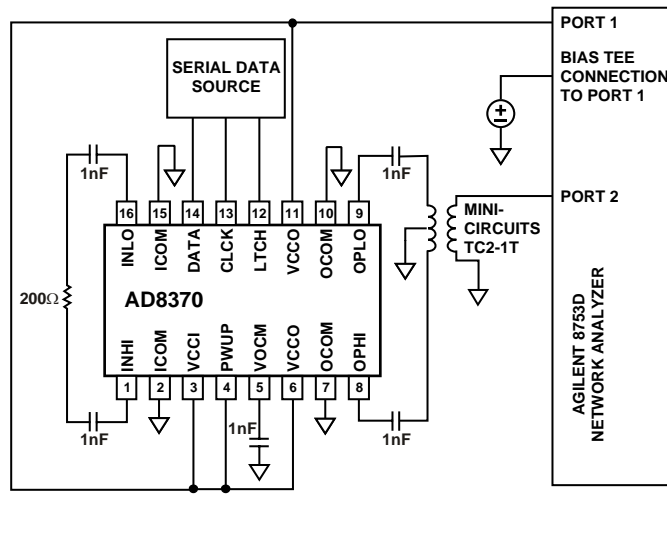 PORT 1
BIAS TEE
CONNECTION
TO PORT 1
SERIAL DATA
SOURCE
±
1nF
1nF
16 15 14 13 12 11 10 9
INLO ICOM DATA CLCK LTCH VCCO OCOM OPLO
PORT 2
MINI-
CIRCUITS
TC2-1T
200Ω
AD8370
AGILENT 8753D
NETWORK ANALYZER
INHI ICOM VCCI PWUP VOCM VCCO OCOM OPHI
1 2 3 4 5 6 7 8
1nF
1nF
1nF